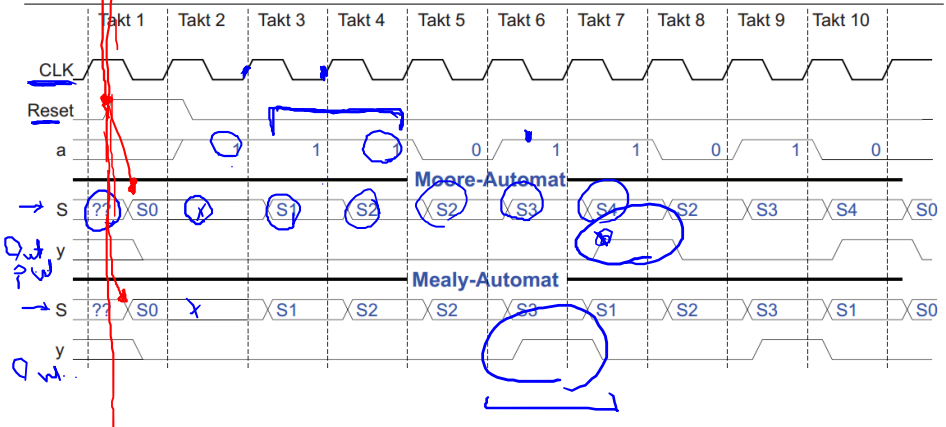 Takt 1 Takt 2 Takt 3 Takt 4 Takt 5 Takt 6 Takt 7 Takt 8 Takt 9 Takt 10
CLK
Reset
a 1 1 1 0 1 1 0 1 0
Moore-Automat
S ?? S0 x S1 S2 S2 S3 S4 S2 S3 S4 S0
y
Out
Mealy-Automat
S ?? S0 x S1 S2 S2 S3 S1 S2 S3 S1 S0
y